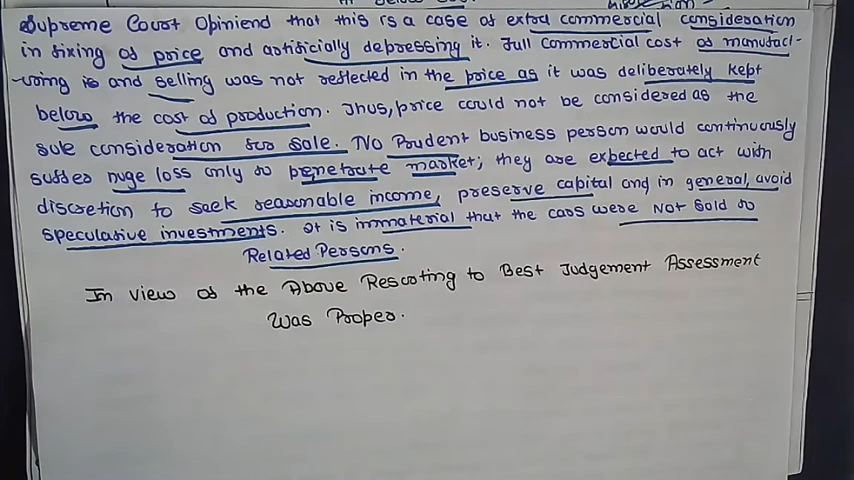 Supreme Court Opiniend that this is a case of extra commercial consideration
in fixing of price and artificially depressing it. Full commercial cost of manufact-
-uring is and selling was not reflected in the price as it was deliberately kept
below the cost of production. Thus, price could not be considered as the
sole consideration for sale. No Prudent business person would continuously
suffer huge loss only to penetrate market; they are expected to act with
discretion to seek reasonable income, preserve capital and in general, avoid
speculative investments. It is immaterial that the cars were Not Sold to
Related Persons.
In view of the Above Resorting to Best Judgement Assessment
Was Proper.